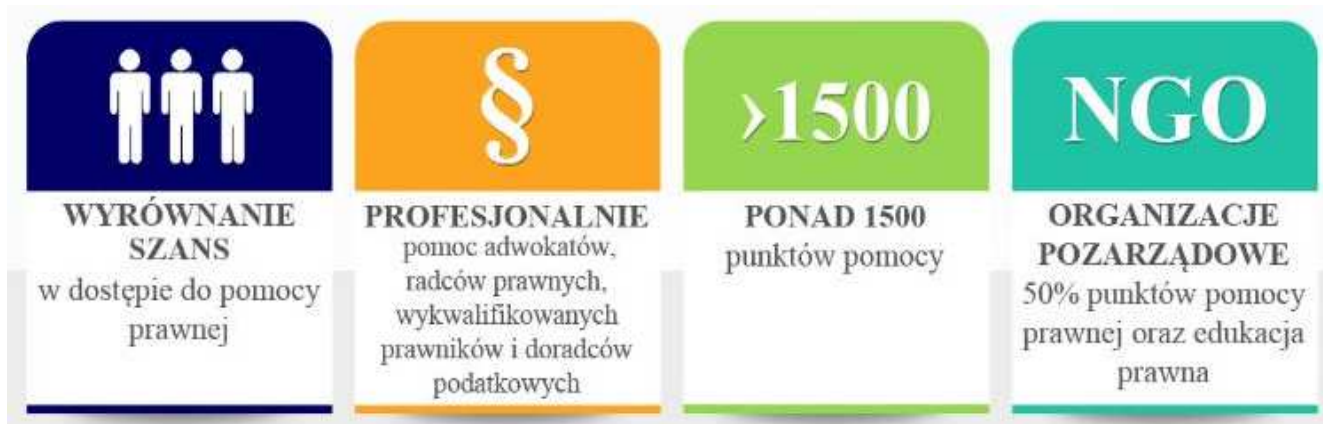 §
›1500
NGO
WYRÓWNANIE
SZANS
w dostępie do pomocy
prawnej
PROFESJONALNIE
pomoc adwokatów,
radców prawnych,
wykwalifikowanych
prawników i doradców
podatkowych
PONAD 1500
punktów pomocy
ORGANIZACJE
POZARZĄDOWE
50% punktów pomocy
prawnej oraz edukacja
prawna